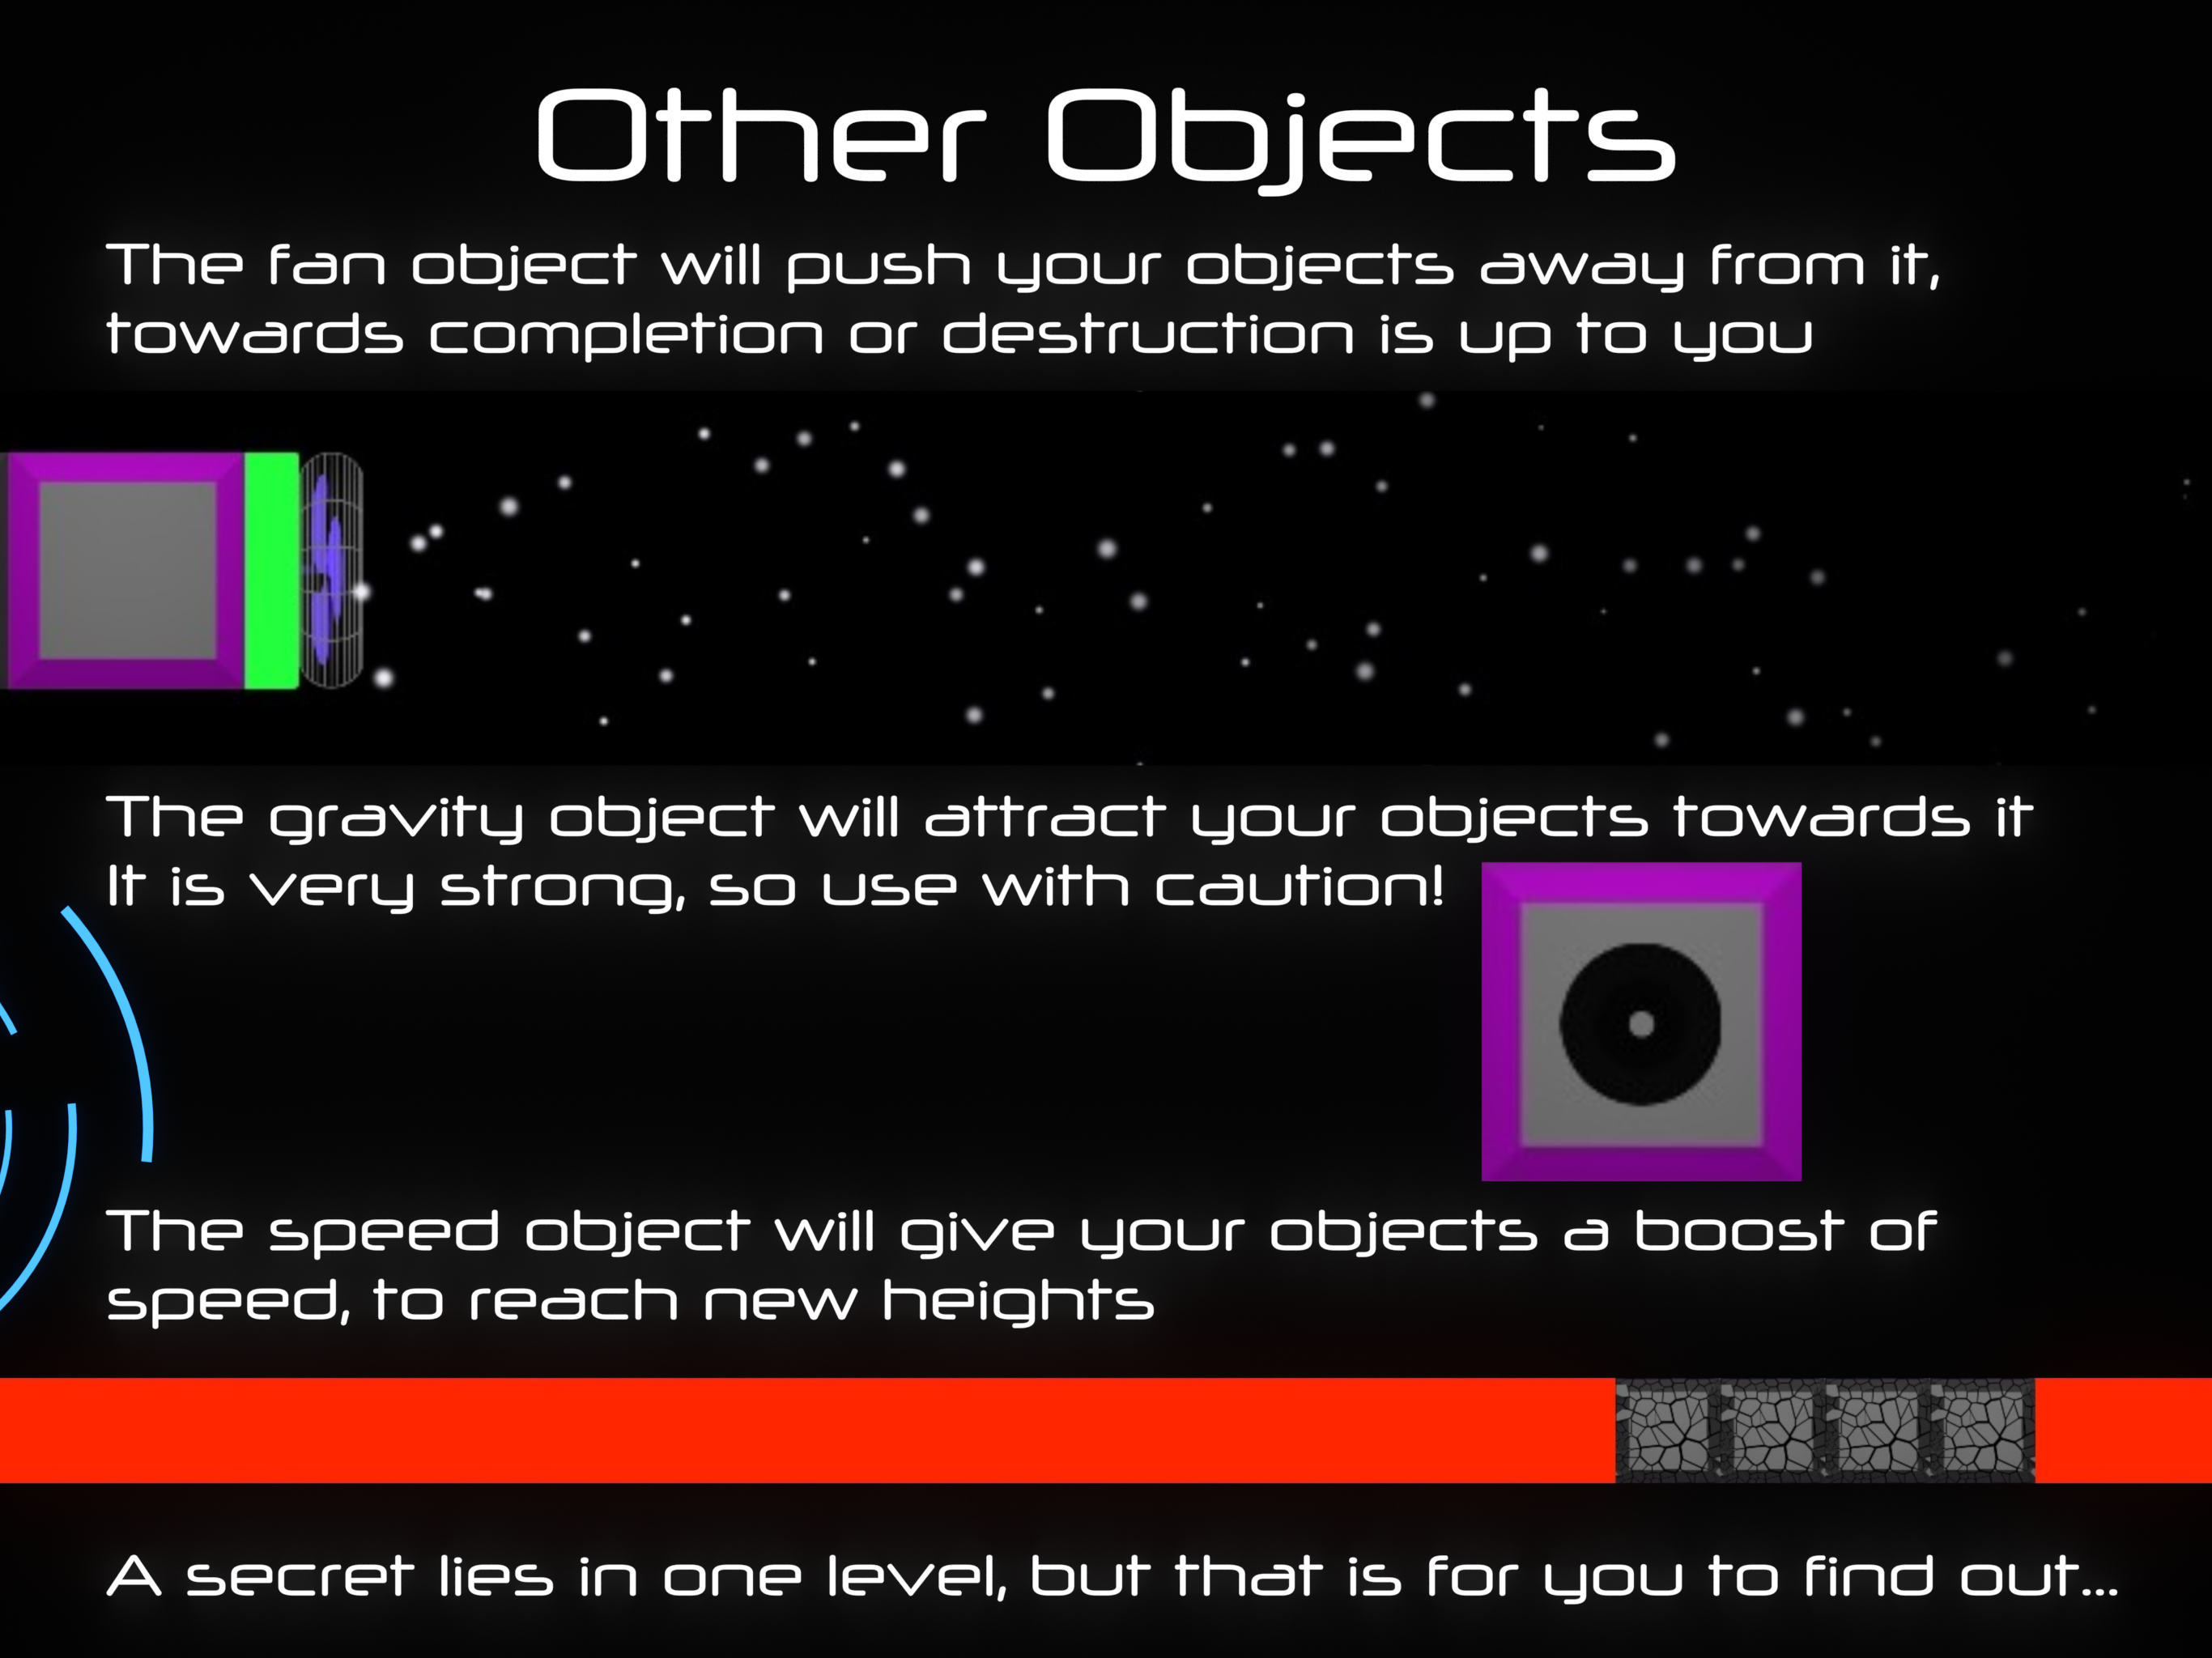 Other Objects
The fan object will push your objects away from it,
towards completion or destruction is up to you
The gravity object will attract your objects towards it
It is very strong, so use with caution!
The speed object will give your objects a boost of
speed, to reach new heights
A secret lies in one level, but that is for you to find out...